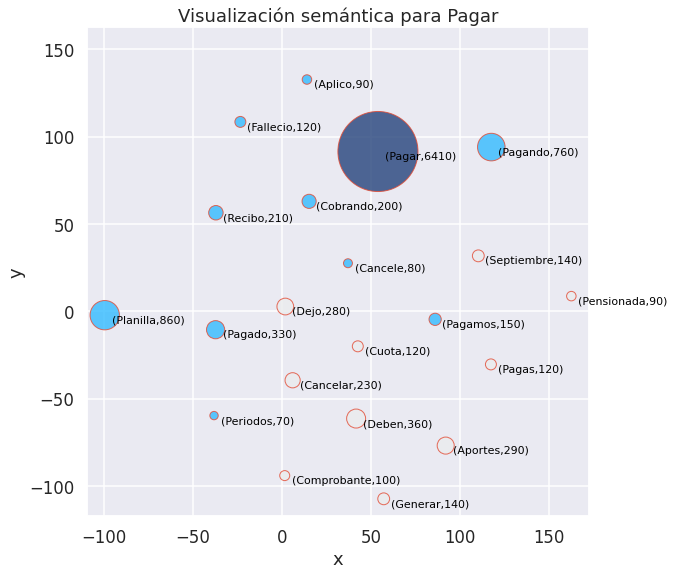 Visualización semántica para Pagar
150
100
50
0
−50
−100
y
(Aplico,90)
(Fallecio,120)
(Pagar,6410)
(Pagando,760)
(Cobrando,200)
(Recibo,210)
(Cancele,80)
(Septiembre,140)
(Pensionada,90)
(Dejo,280)
(Planilla,860)
(Pagamos,150)
(Pagado,330)
(Cuota,120)
(Pagas,120)
(Cancelar,230)
(Periodos,70)
(Deben,360)
(Aportes,290)
(Comprobante,100)
(Generar,140)
−100
−50
0
50
100
150
x